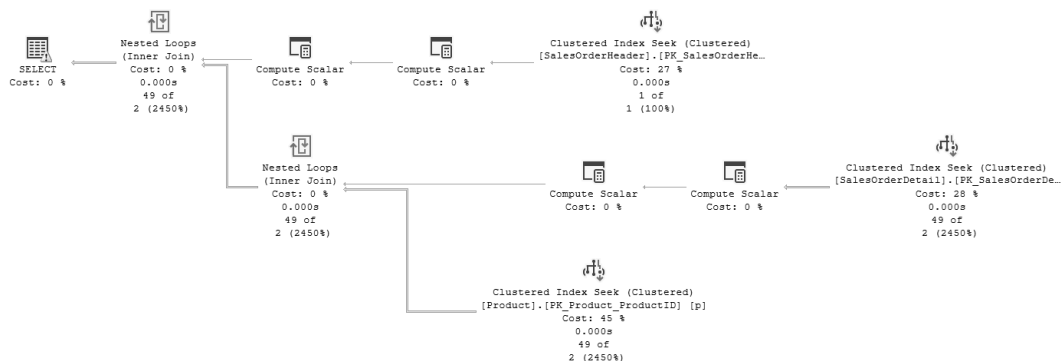 SELECT
Cost: 0 %
Nested Loops
(Inner Join)
Cost: 0 %
0.000s
49 of
2 (2450%)
Compute Scalar
Cost: 0 %
Compute Scalar
Cost: 0 %
Clustered Index Seek (Clustered)
[SalesOrderHeader].[PK_SalesOrderHe…
Cost: 27 %
0.000s
1 of
1 (100%)
Nested Loops
(Inner Join)
Cost: 0 %
0.000s
49 of
2 (2450%)
Compute Scalar
Cost: 0 %
Compute Scalar
Cost: 0 %
Clustered Index Seek (Clustered)
[SalesOrderDetail].[PK_SalesOrderDe…
Cost: 28 %
0.000s
49 of
2 (2450%)
Clustered Index Seek (Clustered)
[Product].[PK_Product_ProductID] [p]
Cost: 45 %
0.000s
49 of
2 (2450%)